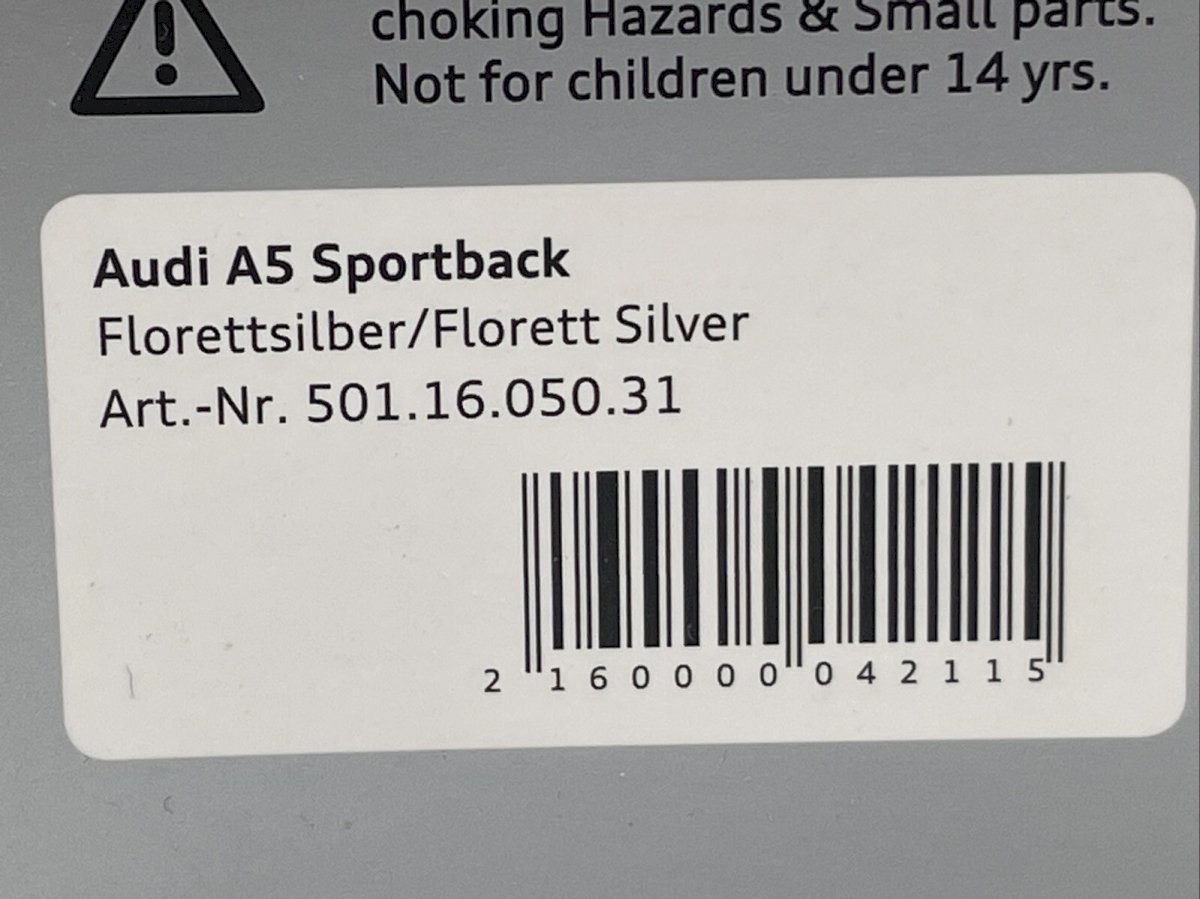 choking Hazards & Small parts.
Not for children under 14 yrs.
Audi A5 Sportback
Florettsilber/Florett Silver
Art.-Nr. 501.16.050.31
2 160000 042115